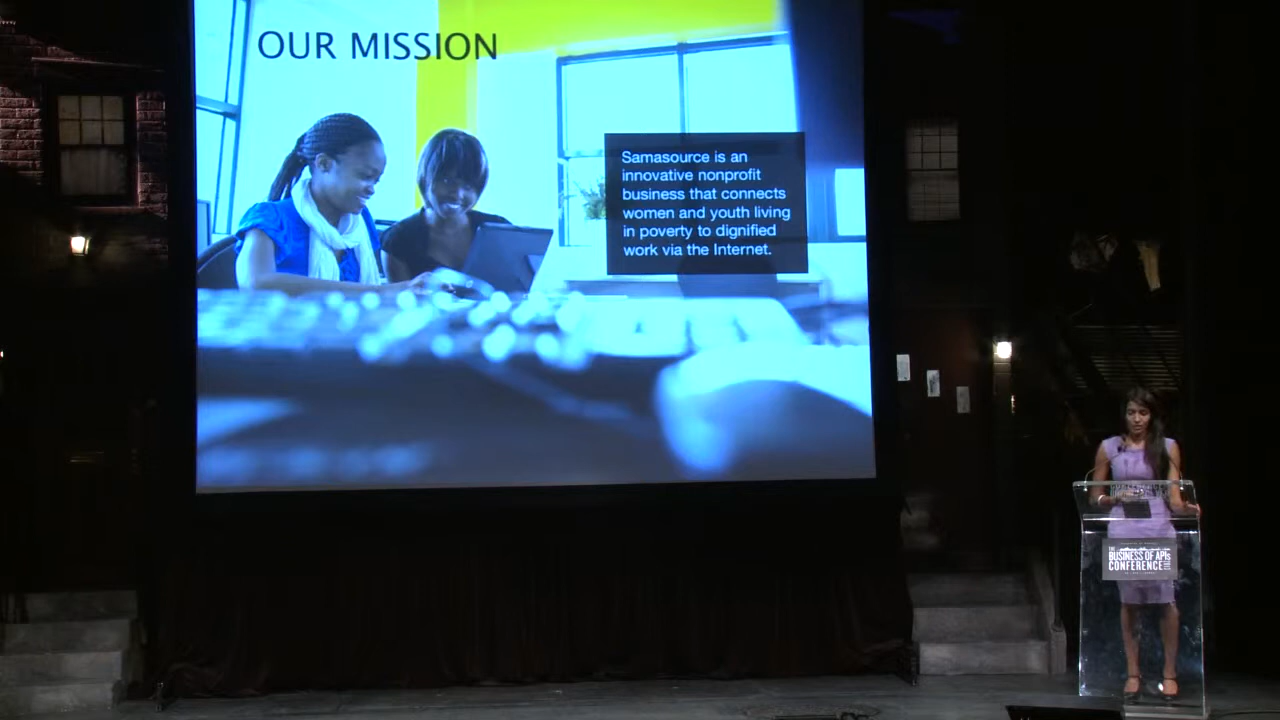 OUR MISSION
Samasource is an
innovative nonprofit
business that connects
women and youth living
in poverty to dignified
work via the Internet.
THE
BUSINESS OF APIs
CONFERENCE